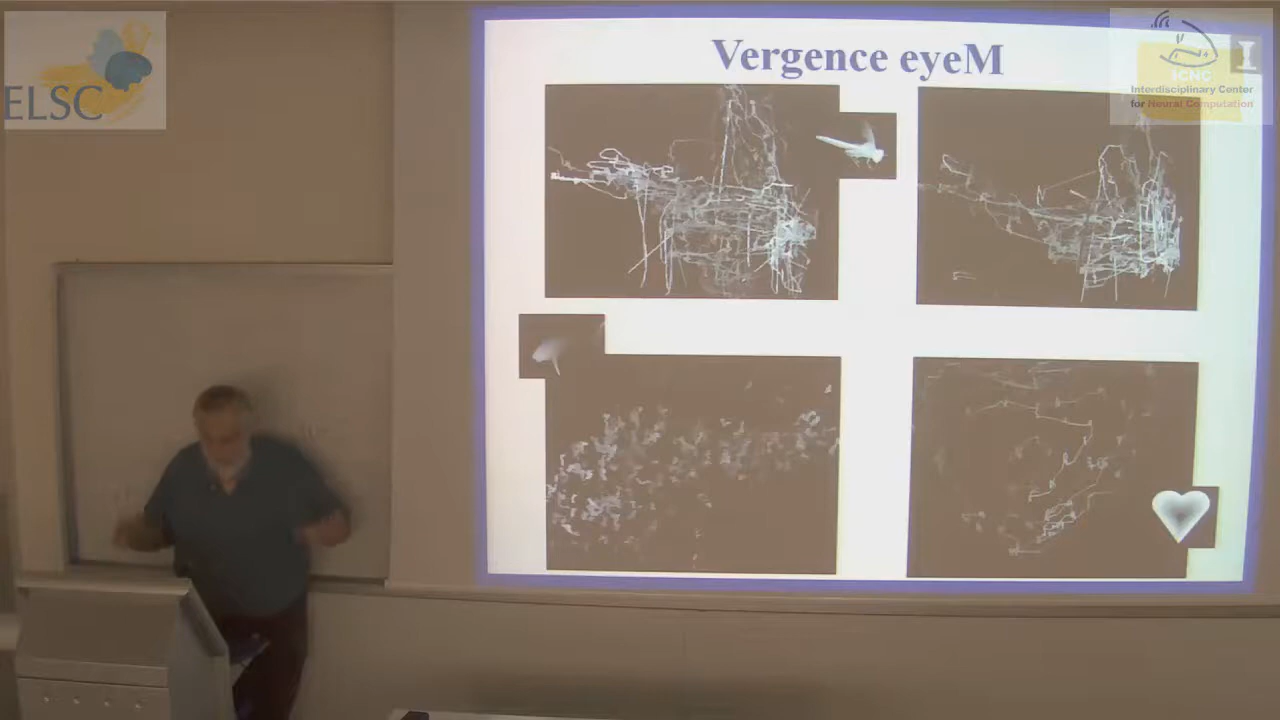 ELSC
Vergence eyeM
ICNC
Interdisciplinary Center
for Neural Computation